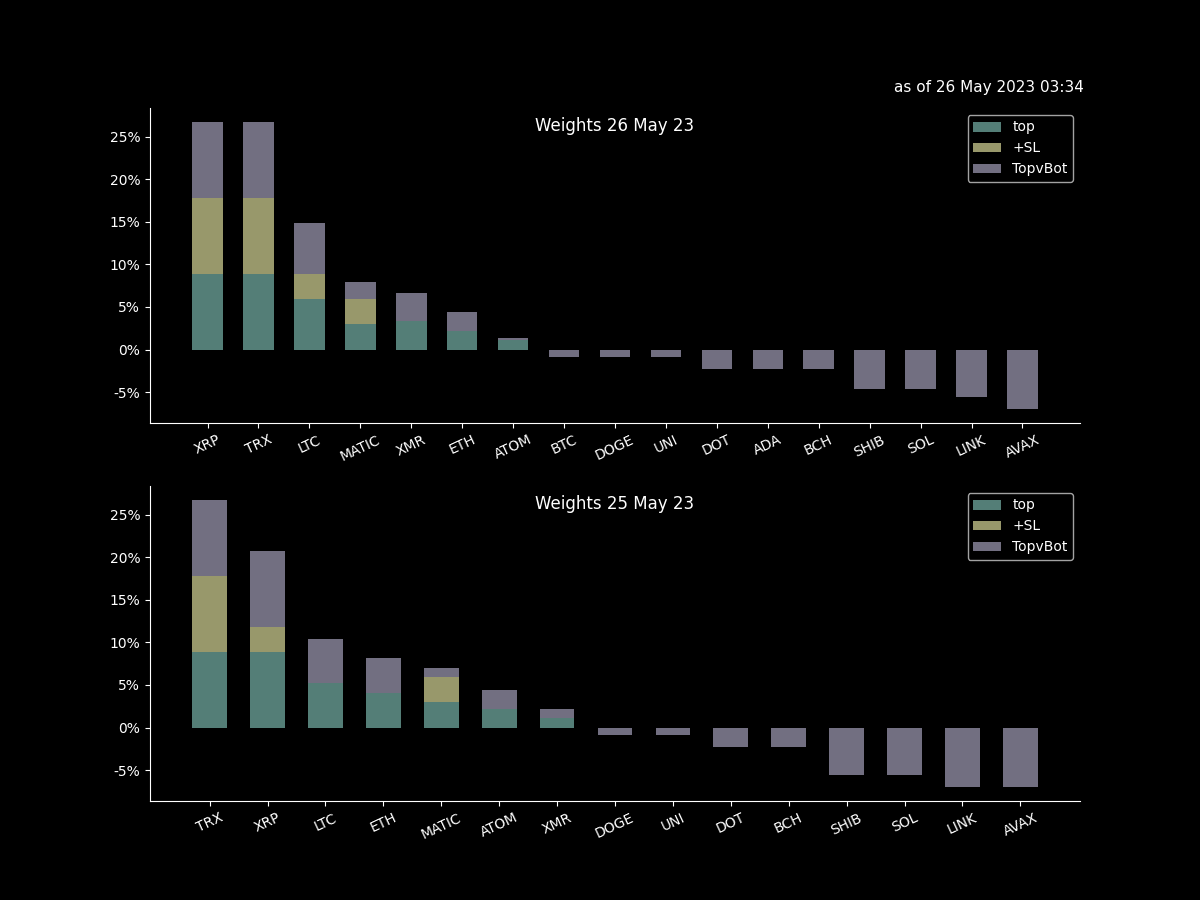 as of 26 May 2023 03:34
Weights 26 May 23
top
+SL
TopvBot
25%
20%
15%
10%
5%
0%
-5%
XRP TRX LTC MATIC XMR ETH ATOM BTC DOGE UNI DOT ADA BCH SHIB SOL LINK AVAX
Weights 25 May 23
top
+SL
TopvBot
25%
20%
15%
10%
5%
0%
-5%
TRX XRP LTC ETH MATIC ATOM XMR DOGE UNI DOT BCH SHIB SOL LINK AVAX